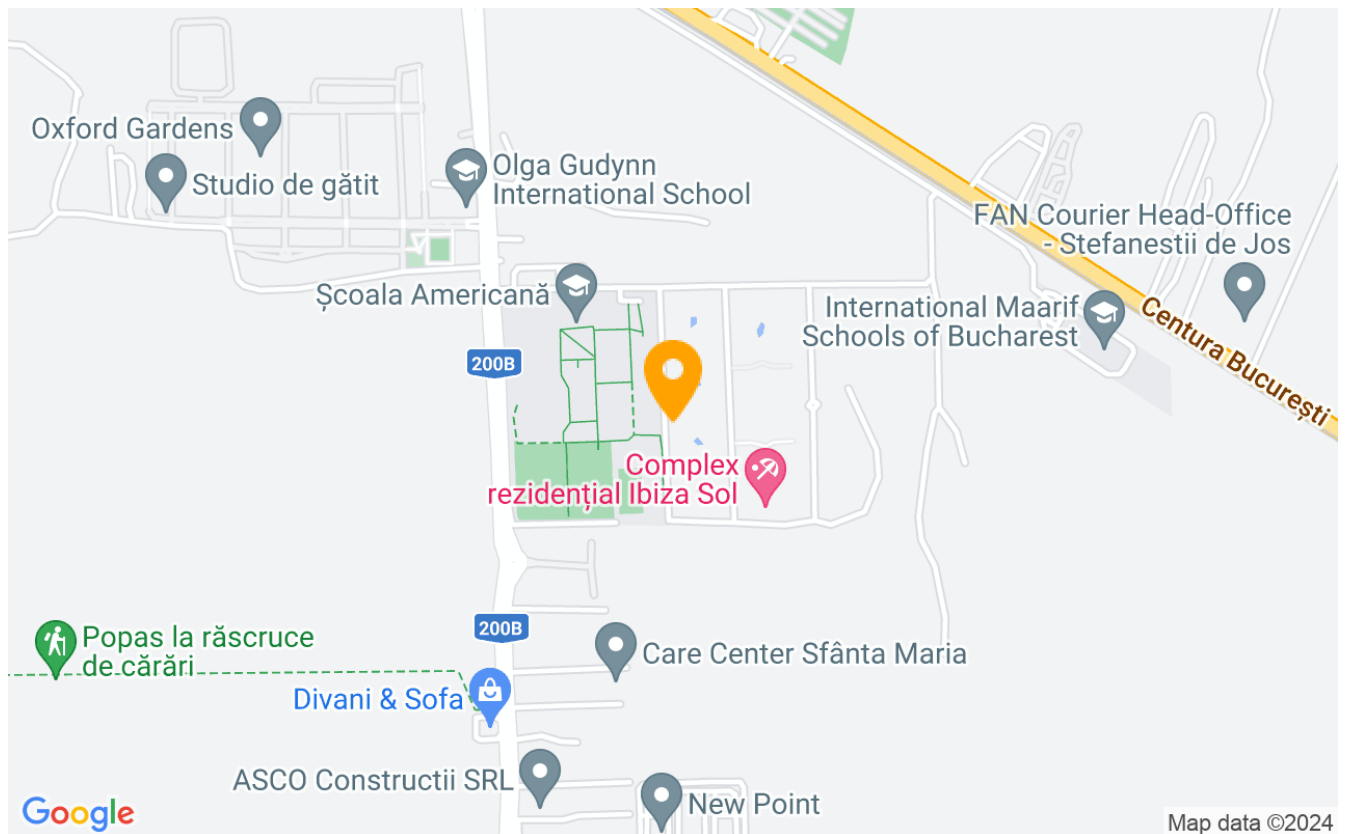 Oxford Gardens
Studio de gătit
Olga Gudynn
International School
FAN Courier Head-Office
- Stefanestii de Jos
Școala Americană
International Maarif
Schools of Bucharest
Centura București
200B
Complex
rezidențial Ibiza Sol
200B
Popas la răscruce
de cărări
Care Center Sfânta Maria
Divani & Sofa
ASCO Constructii SRL
New Point
Google
Map data ©2024